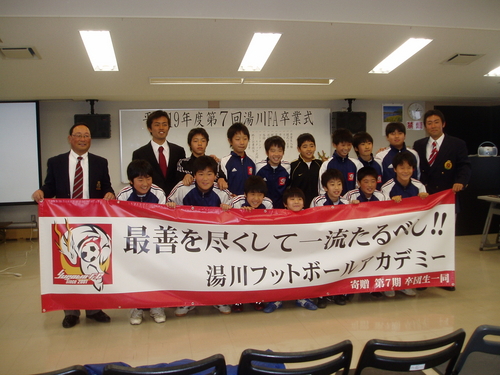 平成19年度第7回湯川FA卒業式
最善を尽くして一流たるべし!!
湯川フットボールアカデミー
寄贈 第7期 卒団生一同
Since 2001